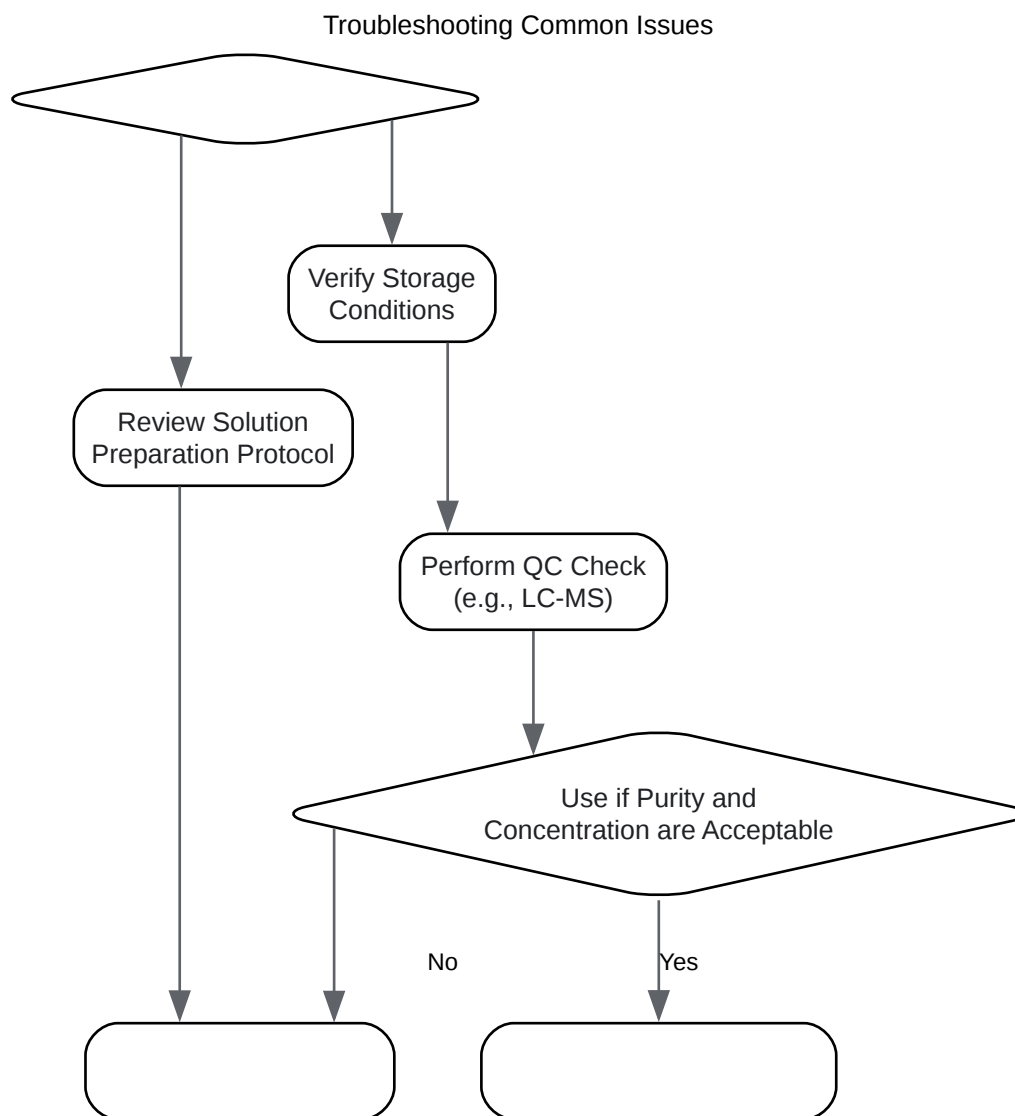 Troubleshooting Common Issues
Verify Storage
Conditions
Review Solution
Preparation Protocol
Perform QC Check
(e.g., LC-MS)
Use if Purity and
Concentration are Acceptable
No
Yes